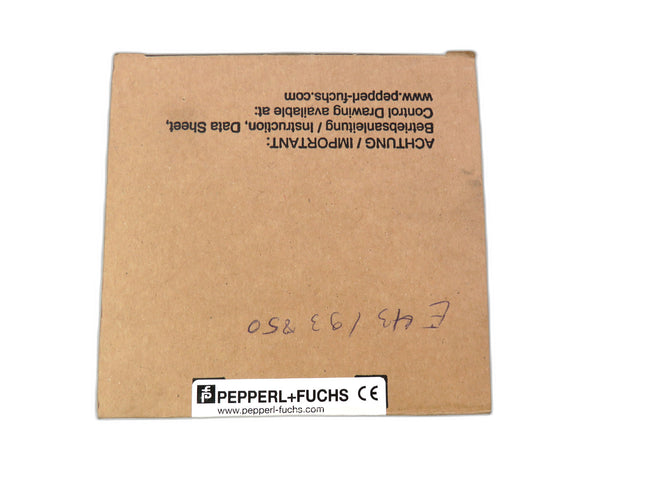 ACHTUNG / IMPORTANT:
Betriebsanleitung / Instruction, Data Sheet,
Control Drawing available at:
www.pepperl-fuchs.com
E 43 / 93 850
PEPPERL+FUCHS CE
www.pepperl-fuchs.com